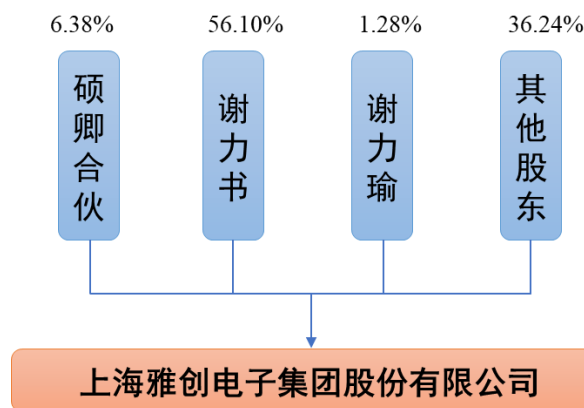 6.38% 56.10% 1.28% 36.24%
硕卿合伙
谢力书
谢力瑜
其他股东
上海雅创电子集团股份有限公司